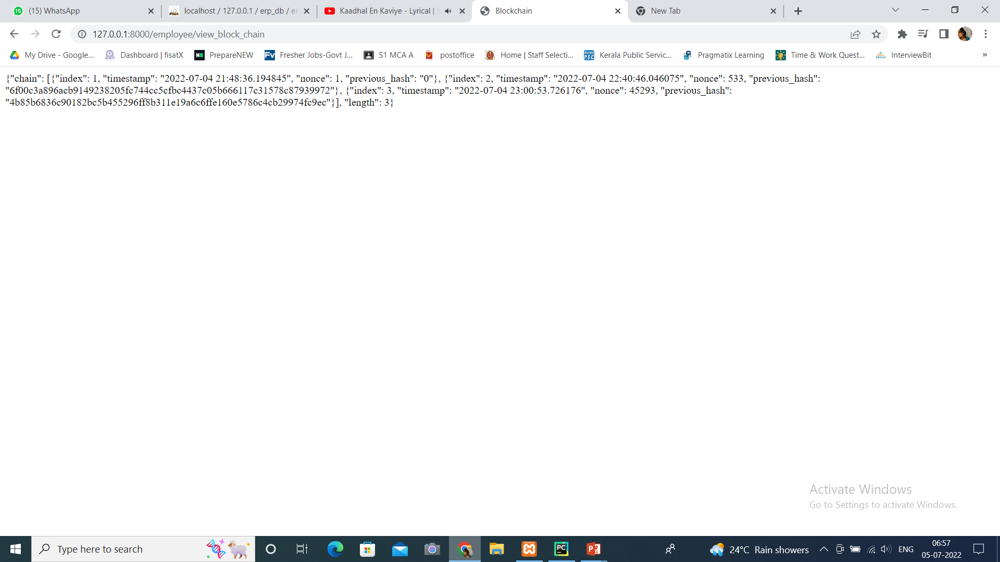 15 (15) WhatsApp
localhost / 127.0.0.1 / erp_db / er
Kaadhal En Kaviye - Lyrical | S
Blockchain
New Tab
127.0.0.1:8000/employee/view_block_chain
My Drive - Google... Dashboard | fisatX PrepareNEW Fresher Jobs-Govt J... S1 MCA A postoffice Home | Staff Selecti... Kerala Public Servic... Pragmatix Learning Time & Work Quest... InterviewBit »
{"chain": [{"index": 1, "timestamp": "2022-07-04 21:48:36.194845", "nonce": 1, "previous_hash": "0"}, {"index": 2, "timestamp": "2022-07-04 22:40:46.046075", "nonce": 533, "previous_hash":
"6f00c3a896acb9149238205fc744cc5cfbc4437c05b666117c31578c87939972"}, {"index": 3, "timestamp": "2022-07-04 23:00:53.726176", "nonce": 45293, "previous_hash":
"4b85b6836c90182bc5b455296ff8b311e19a6c6ffe160e5786c4cb29974fc9ec"}], "length": 3}
Activate Windows
Go to Settings to activate Windows.
Type here to search
24°C Rain showers
ENG
06:57
05-07-2022